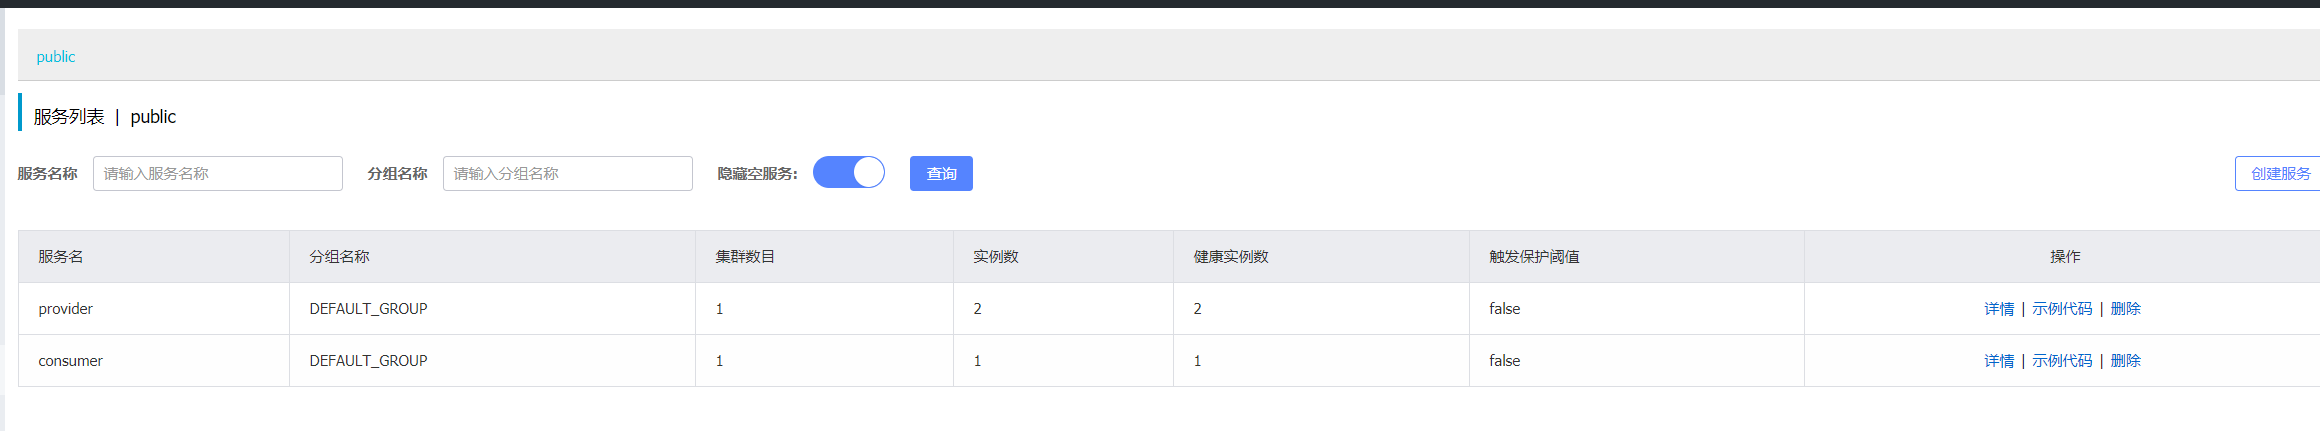 public
服务列表 | public
服务名称 请输入服务名称 分组名称 请输入分组名称 隐藏空服务: 查询 创建服务
服务名 分组名称 集群数目 实例数 健康实例数 触发保护阈值 操作
provider DEFAULT_GROUP 1 2 2 false 详情 | 示例代码 | 删除
consumer DEFAULT_GROUP 1 1 1 false 详情 | 示例代码 | 删除